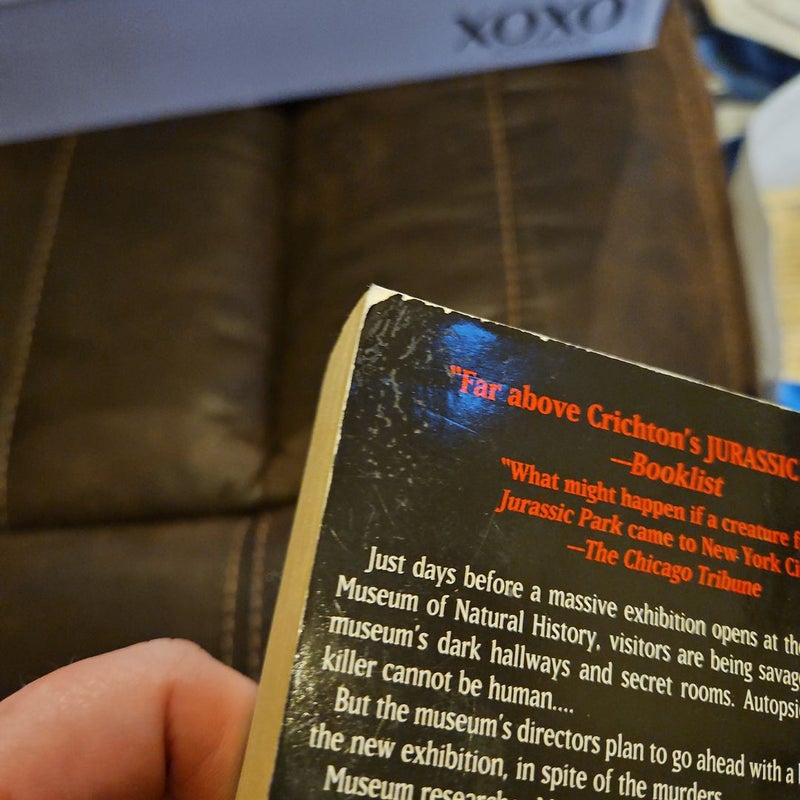 XOXO
"Far above Crichton's JURASSIC
—Booklist
"What might happen if a creature f
Jurassic Park came to New York Ci
—The Chicago Tribune
Just days before a massive exhibition opens at the
Museum of Natural History, visitors are being savag
museum's dark hallways and secret rooms. Autopsi
killer cannot be human....
But the museum's directors plan to go ahead with a
the new exhibition, in spite of the murders.
Museum